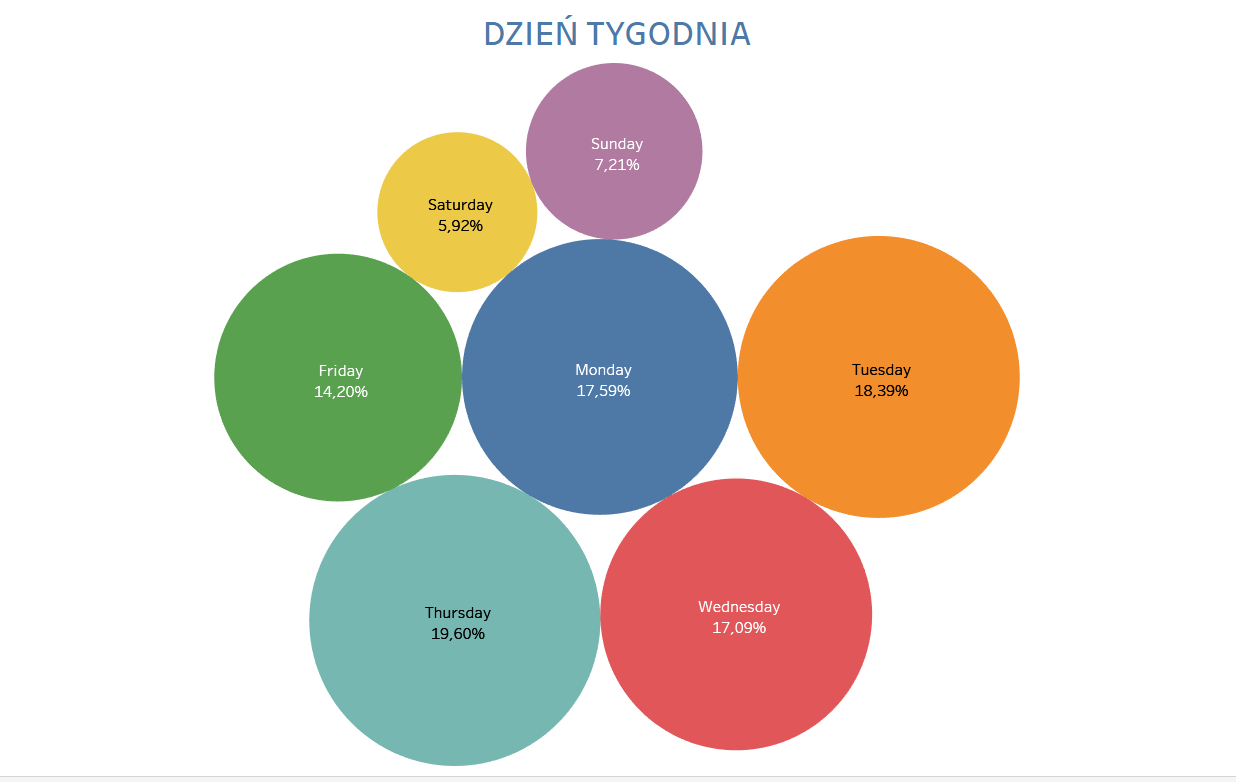 DZIEŃ TYGODNIA
Sunday
7,21%
Saturday
5,92%
Friday
14,20%
Monday
17,59%
Tuesday
18,39%
Thursday
19,60%
Wednesday
17,09%